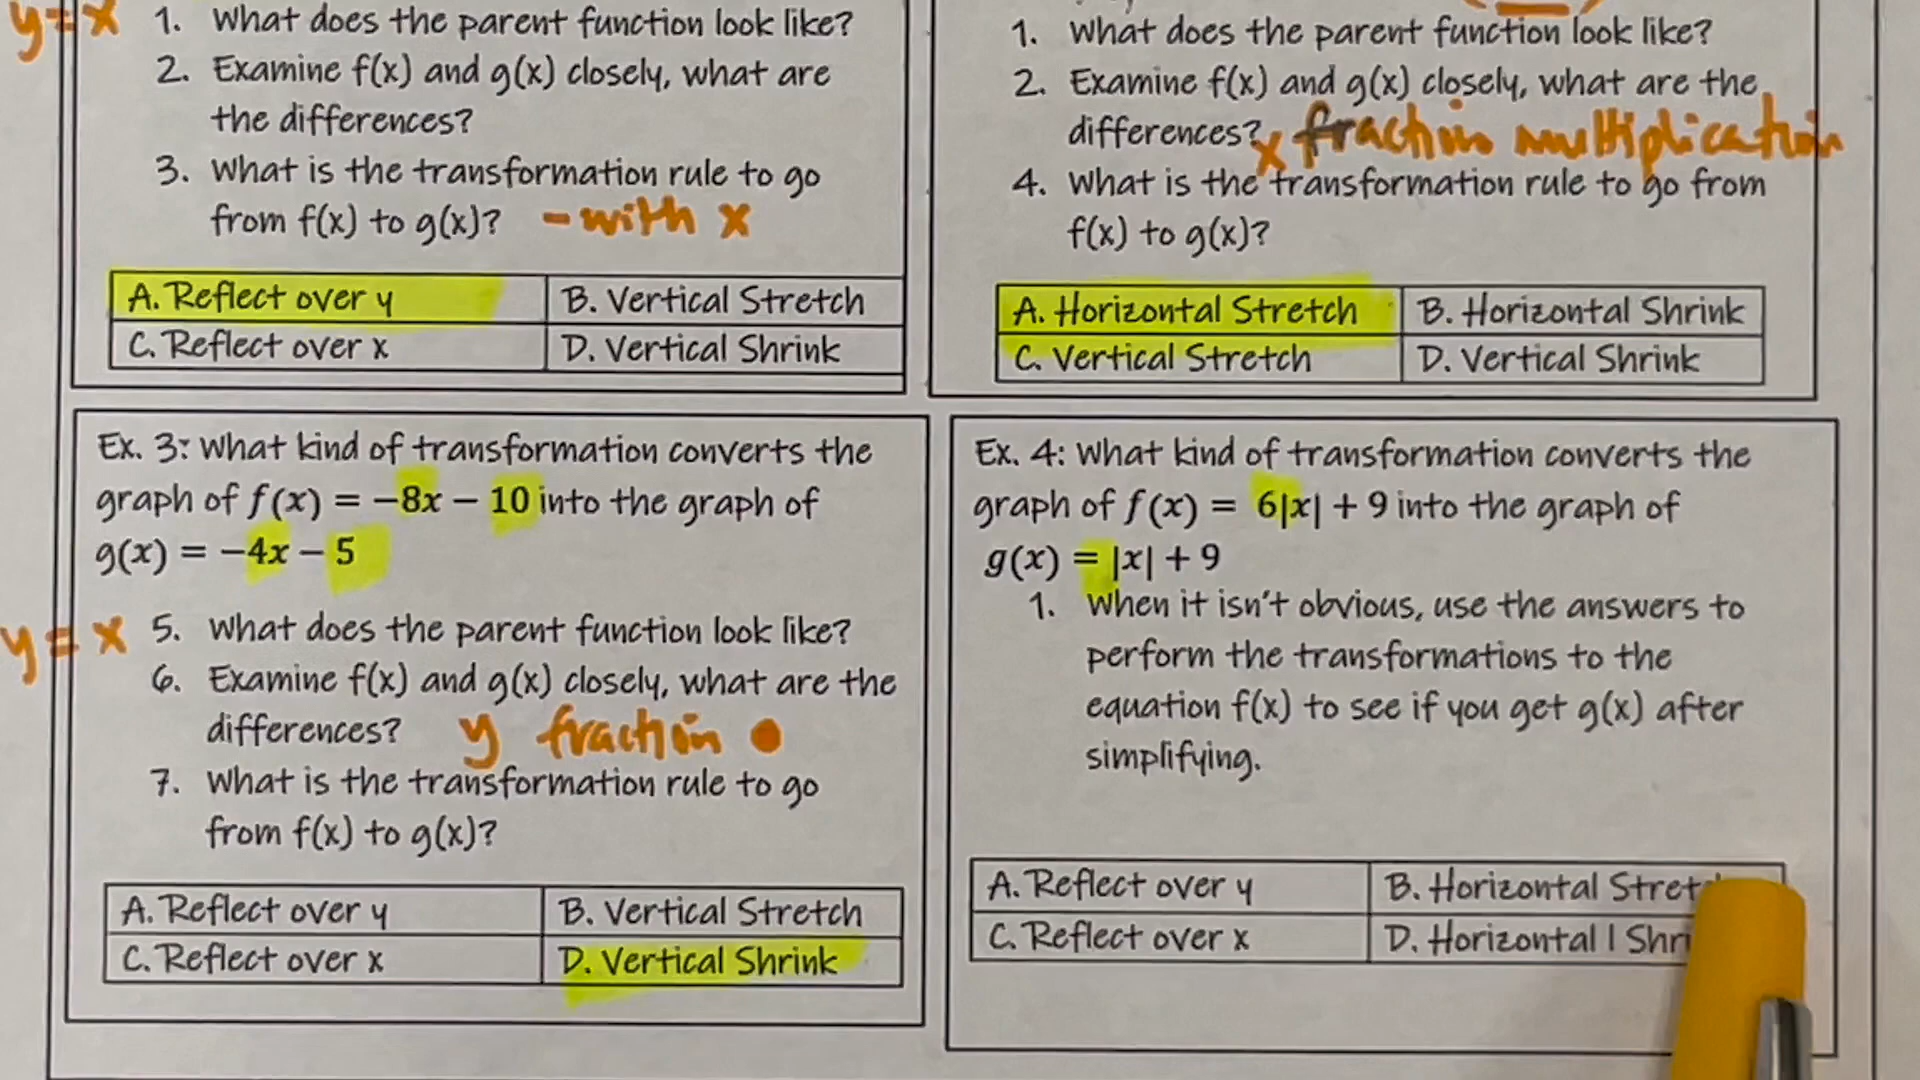 y=x
1. What does the parent function look like?
2. Examine f(x) and g(x) closely, what are
the differences?
3. What is the transformation rule to go
from f(x) to g(x)? - with x
A. Reflect over y B. Vertical Stretch
C. Reflect over x D. Vertical Shrink
1. What does the parent function look like?
2. Examine f(x) and g(x) closely, what are the
differences? x fraction multiplication
4. What is the transformation rule to go from
f(x) to g(x)?
A. Horizontal Stretch B. Horizontal Shrink
C. Vertical Stretch D. Vertical Shrink
Ex. 3: What kind of transformation converts the
graph of f(x) = −8x − 10 into the graph of
g(x) = −4x − 5
y=x
5. What does the parent function look like?
6. Examine f(x) and g(x) closely, what are the
differences? y fraction •
7. What is the transformation rule to go
from f(x) to g(x)?
A. Reflect over y B. Vertical Stretch
C. Reflect over x D. Vertical Shrink
Ex. 4: What kind of transformation converts the
graph of f(x) = 6|x| + 9 into the graph of
g(x) = |x| + 9
1. When it isn't obvious, use the answers to
perform the transformations to the
equation f(x) to see if you get g(x) after
simplifying.
A. Reflect over y B. Horizontal Stret
C. Reflect over x D. Horizontal l Shri